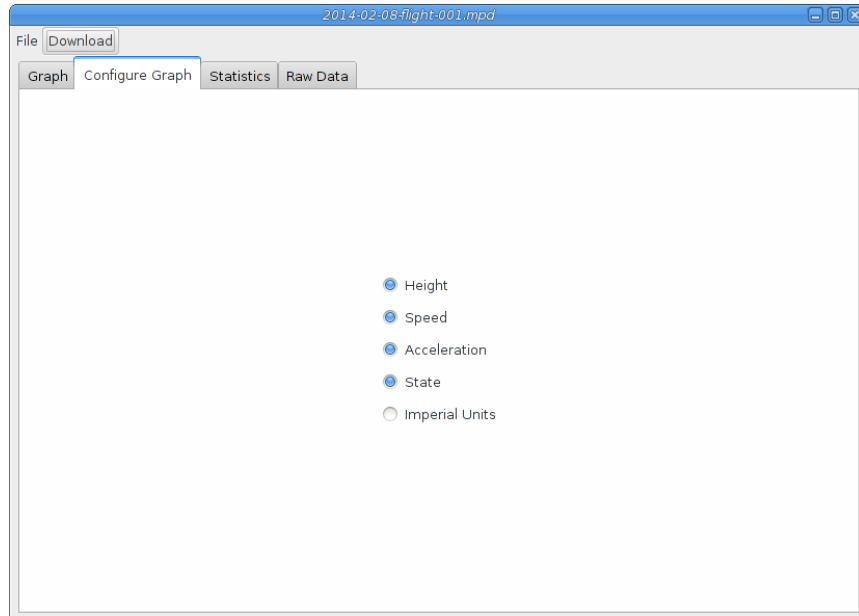 2014-02-08-flight-001.mpd
File Download
Graph Configure Graph Statistics Raw Data
Height
Speed
Acceleration
State
Imperial Units